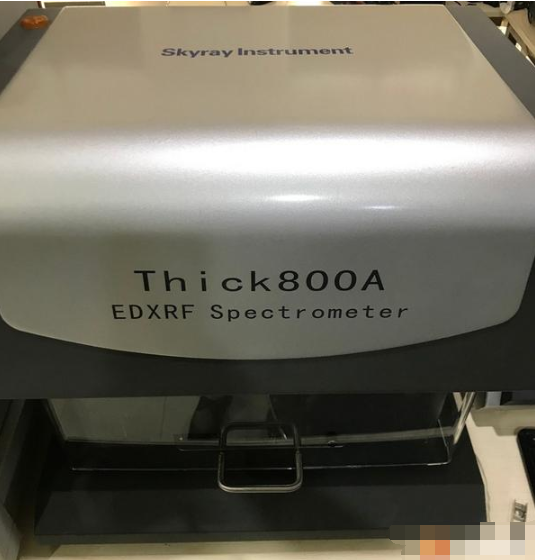 Skyray Instrument
Thick800A
EDXRF Spectrometer